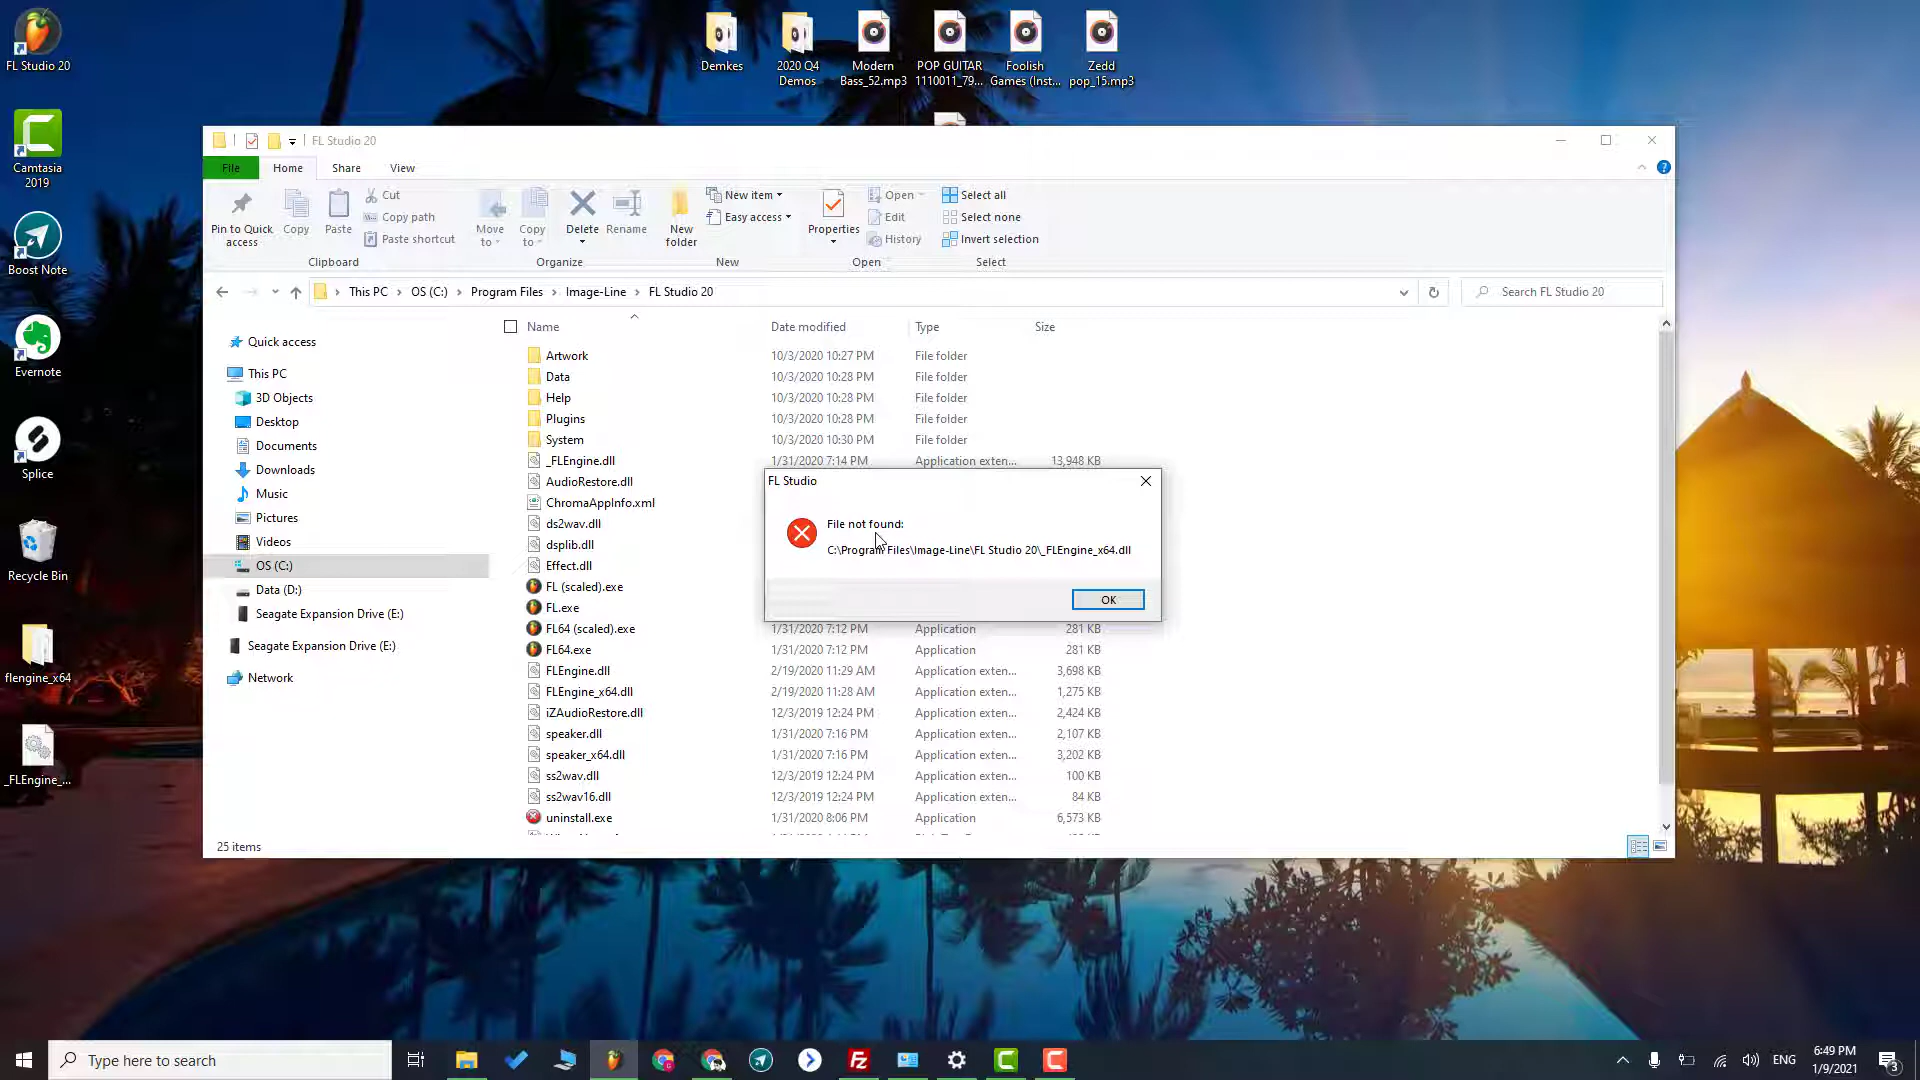 FL Studio 20
Camtasia
2019
Boost Note
Evernote
Splice
Recycle Bin
flengine_x64
_FLEngine_...
Demkes
2020 Q4
Demos
Modern
Bass_52.mp3
POP GUITAR
1110011_79...
Foolish
Games (Inst...
Zedd
pop_15.mp3
FL Studio 20
File
Home
Share
View
Pin to Quick
access
Copy
Paste
Cut
Copy path
Paste shortcut
Clipboard
Move
to
Copy
to
Delete
Rename
Organize
New
folder
New item
Easy access
New
Properties
Open
Edit
History
Open
Select all
Select none
Invert selection
Select
This PC
OS (C:)
Program Files
Image-Line
FL Studio 20
Search FL Studio 20
Quick access
This PC
3D Objects
Desktop
Documents
Downloads
Music
Pictures
Videos
OS (C:)
Data (D:)
Seagate Expansion Drive (E:)
Seagate Expansion Drive (E:)
Network
Name Date modified Type Size
Artwork 10/3/2020 10:27 PM File folder
Data 10/3/2020 10:28 PM File folder
Help 10/3/2020 10:28 PM File folder
Plugins 10/3/2020 10:28 PM File folder
System 10/3/2020 10:30 PM File folder
_FLEngine.dll 1/31/2020 7:14 PM Application exten... 13,948 KB
AudioRestore.dll
ChromaAppInfo.xml
ds2wav.dll
dsplib.dll
Effect.dll
FL (scaled).exe
FL.exe
FL64 (scaled).exe 1/31/2020 7:12 PM Application 281 KB
FL64.exe 1/31/2020 7:12 PM Application 281 KB
FLEngine.dll 2/19/2020 11:29 AM Application exten... 3,698 KB
FLEngine_x64.dll 2/19/2020 11:28 AM Application exten... 1,275 KB
iZAudioRestore.dll 12/3/2019 12:24 PM Application exten... 2,424 KB
speaker.dll 1/31/2020 7:16 PM Application exten... 2,107 KB
speaker_x64.dll 1/31/2020 7:16 PM Application exten... 3,202 KB
ss2wav.dll 12/3/2019 12:24 PM Application exten... 100 KB
ss2wav16.dll 12/3/2019 12:24 PM Application exten... 84 KB
uninstall.exe 1/31/2020 8:06 PM Application 6,573 KB
25 items
FL Studio
File not found:
C:\Program Files\Image-Line\FL Studio 20\_FLEngine_x64.dll
OK
Type here to search
ENG
6:49 PM
1/9/2021
3